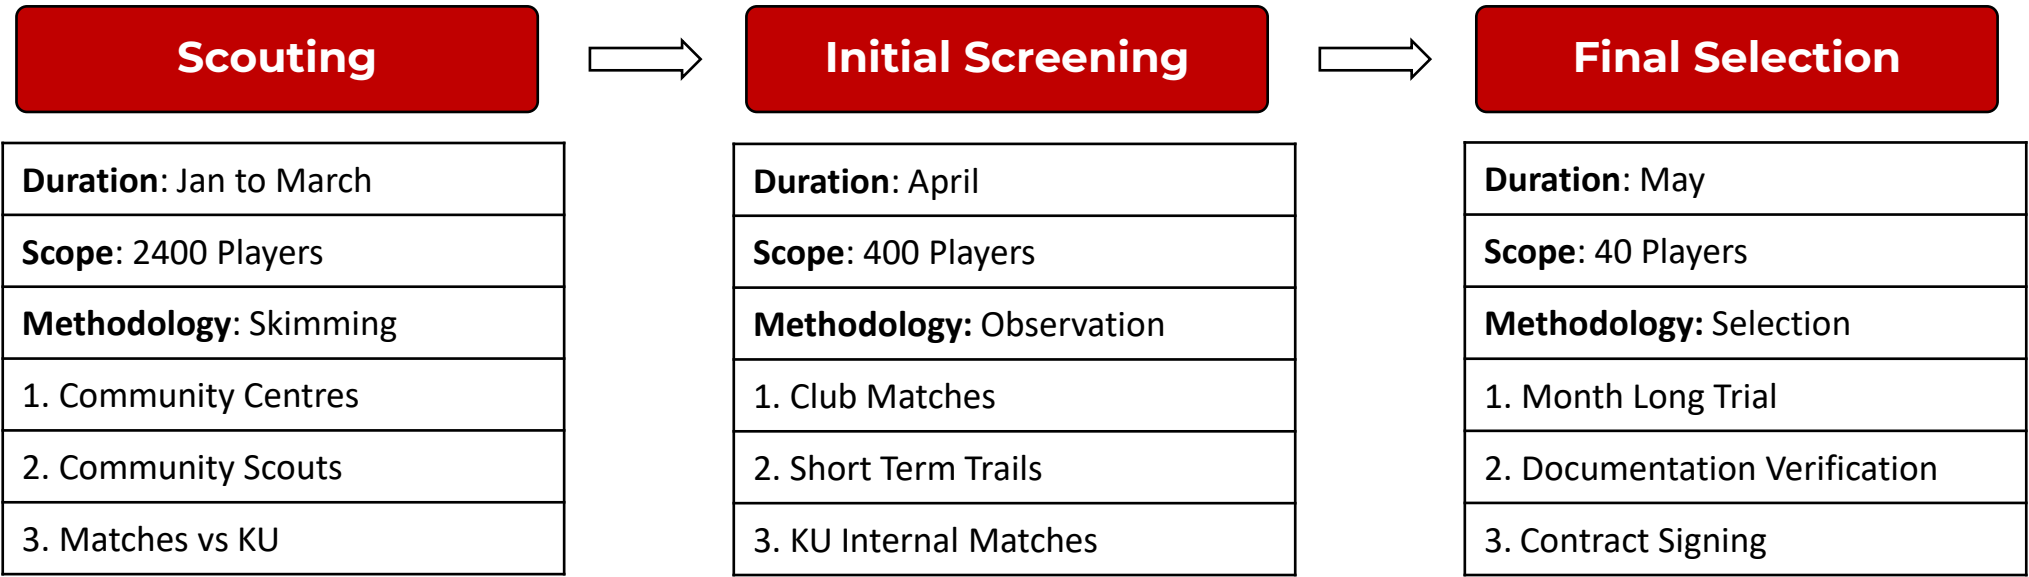 Scouting
Initial Screening
Final Selection
Duration: Jan to March
Scope: 2400 Players
Methodology: Skimming
1. Community Centres
2. Community Scouts
3. Matches vs KU
Duration: April
Scope: 400 Players
Methodology: Observation
1. Club Matches
2. Short Term Trails
3. KU Internal Matches
Duration: May
Scope: 40 Players
Methodology: Selection
1. Month Long Trial
2. Documentation Verification
3. Contract Signing